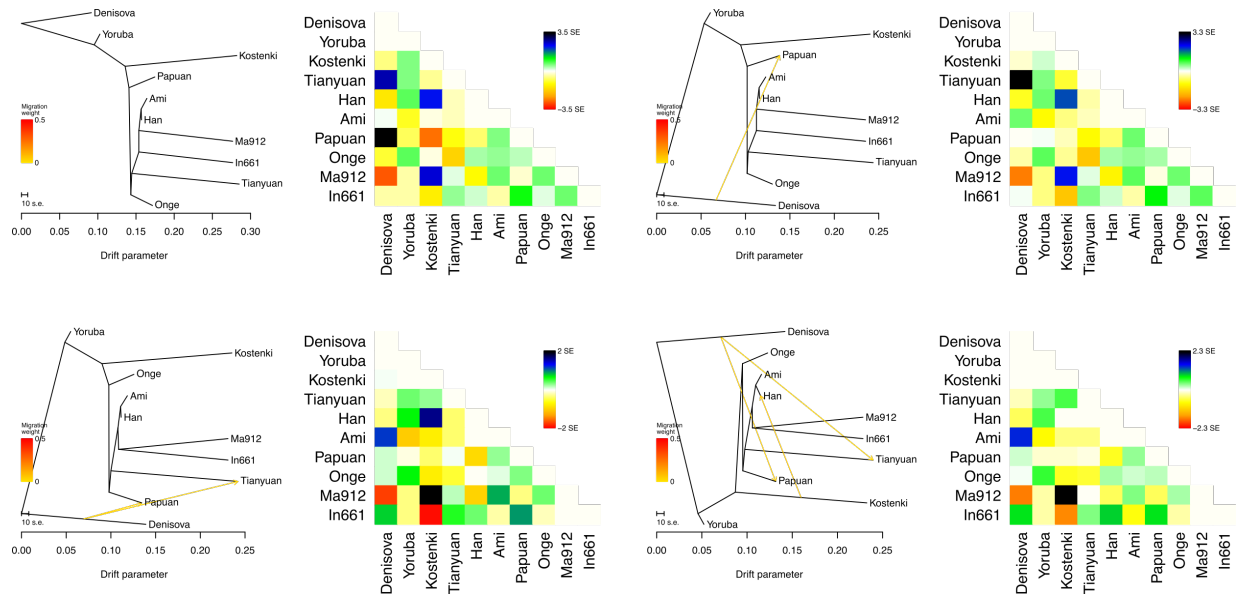 Denisova
Yoruba
Kostenki
Papuan
Ami
Han
Ma912
In661
Tianyuan
Onge
Migration
weight
0.5
0
10 s.e.
0.00 0.05 0.10 0.15 0.20 0.25 0.30
Drift parameter
Denisova
Yoruba
Kostenki
Tianyuan
Han
Ami
Papuan
Onge
Ma912
In661
Denisova Yoruba Kostenki Tianyuan Han Ami Papuan Onge Ma912 In661
3.5 SE
-3.5 SE
Yoruba
Kostenki
Papuan
Ami
Han
Ma912
In661
Tianyuan
Onge
Denisova
Migration
weight
0.5
0
10 s.e.
0.00 0.05 0.10 0.15 0.20 0.25
Drift parameter
Denisova
Yoruba
Kostenki
Tianyuan
Han
Ami
Papuan
Onge
Ma912
In661
Denisova Yoruba Kostenki Tianyuan Han Ami Papuan Onge Ma912 In661
3.3 SE
-3.3 SE
Yoruba
Kostenki
Onge
Ami
Han
Ma912
In661
Tianyuan
Papuan
Denisova
Migration
weight
0.5
0
10 s.e.
0.00 0.05 0.10 0.15 0.20 0.25
Drift parameter
Denisova
Yoruba
Kostenki
Tianyuan
Han
Ami
Papuan
Onge
Ma912
In661
Denisova Yoruba Kostenki Tianyuan Han Ami Papuan Onge Ma912 In661
2 SE
-2 SE
Denisova
Onge
Ami
Han
Ma912
In661
Tianyuan
Papuan
Kostenki
Yoruba
Migration
weight
0.5
0
10 s.e.
0.00 0.05 0.10 0.15 0.20 0.25
Drift parameter
Denisova
Yoruba
Kostenki
Tianyuan
Han
Ami
Papuan
Onge
Ma912
In661
Denisova Yoruba Kostenki Tianyuan Han Ami Papuan Onge Ma912 In661
2.3 SE
-2.3 SE